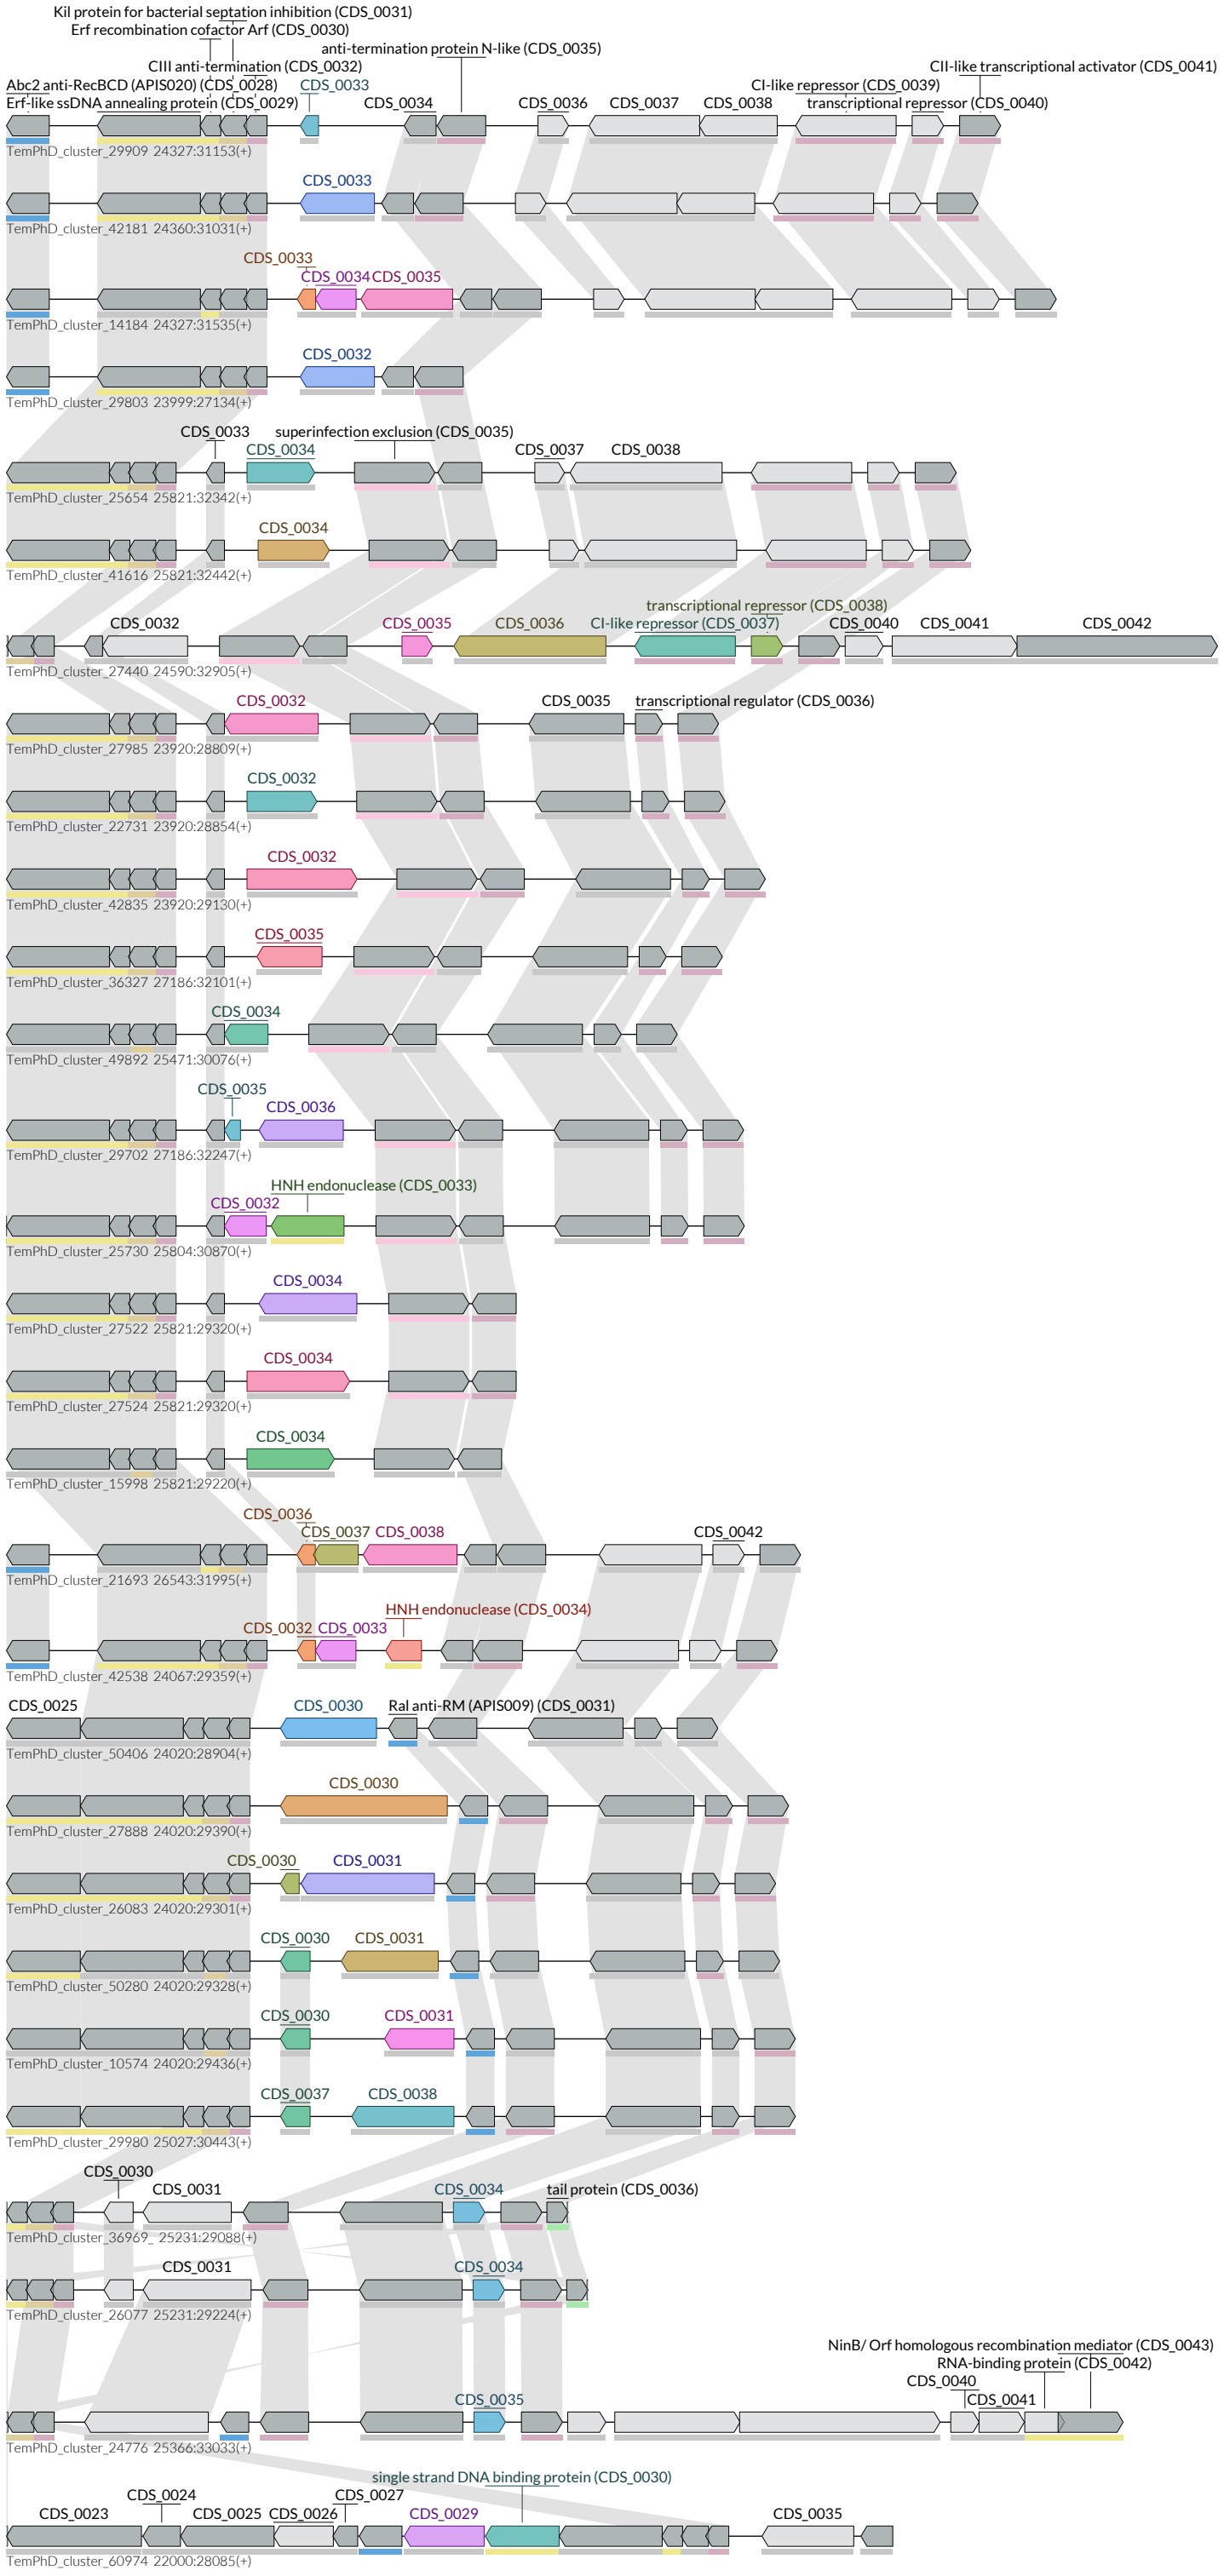 Kil protein for bacterial septation inhibition (CDS_0031)
Erf recombination cofactor Arf (CDS_0030)
anti-termination protein N-like (CDS_0035)
CIII anti-termination (CDS_0032)
CII-like transcriptional activator (CDS_0041)
Abc2 anti-RecBCD (APIS020) (CDS_0028)
CDS_0033
CI-like repressor (CDS_0039)
Erf-like ssDNA annealing protein (CDS_0029)
CDS_0034
CDS_0036
CDS_0037
CDS_0038
transcriptional repressor (CDS_0040)
TemPhD_cluster_29909 24327:31153(+)
CDS_0033
TemPhD_cluster_42181 24360:31031(+)
CDS_0033
CDS_0034
CDS_0035
TemPhD_cluster_14184 24327:31535(+)
CDS_0032
TemPhD_cluster_29803 23999:27134(+)
CDS_0033
superinfection exclusion (CDS_0035)
CDS_0034
CDS_0037
CDS_0038
TemPhD_cluster_25654 25821:32342(+)
CDS_0034
TemPhD_cluster_41616 25821:32442(+)
transcriptional repressor (CDS_0038)
CDS_0032
CDS_0035
CDS_0036
CI-like repressor (CDS_0037)
CDS_0040
CDS_0041
CDS_0042
TemPhD_cluster_27440 24590:32905(+)
CDS_0032
CDS_0035
transcriptional regulator (CDS_0036)
TemPhD_cluster_27985 23920:28809(+)
CDS_0032
TemPhD_cluster_22731 23920:28854(+)
CDS_0032
TemPhD_cluster_42835 23920:29130(+)
CDS_0035
TemPhD_cluster_36327 27186:32101(+)
CDS_0034
TemPhD_cluster_49892 25471:30076(+)
CDS_0035
CDS_0036
TemPhD_cluster_29702 27186:32247(+)
HNH endonuclease (CDS_0033)
CDS_0032
TemPhD_cluster_25730 25804:30870(+)
CDS_0034
TemPhD_cluster_27522 25821:29320(+)
CDS_0034
TemPhD_cluster_27524 25821:29320(+)
CDS_0034
TemPhD_cluster_15998 25821:29220(+)
CDS_0036
CDS_0037
CDS_0038
CDS_0042
TemPhD_cluster_21693 26543:31995(+)
HNH endonuclease (CDS_0034)
CDS_0032
CDS_0033
TemPhD_cluster_42538 24067:29359(+)
CDS_0025
CDS_0030
Ral anti-RM (APIS009) (CDS_0031)
TemPhD_cluster_50406 24020:28904(+)
CDS_0030
TemPhD_cluster_27888 24020:29390(+)
CDS_0030
CDS_0031
TemPhD_cluster_26083 24020:29301(+)
CDS_0030
CDS_0031
TemPhD_cluster_50280 24020:29328(+)
CDS_0030
CDS_0031
TemPhD_cluster_10574 24020:29436(+)
CDS_0037
CDS_0038
TemPhD_cluster_29980 25027:30443(+)
CDS_0030
CDS_0031
CDS_0034
tail protein (CDS_0036)
TemPhD_cluster_36969_ 25231:29088(+)
CDS_0031
CDS_0034
TemPhD_cluster_26077 25231:29224(+)
NinB/ Orf homologous recombination mediator (CDS_0043)
RNA-binding protein (CDS_0042)
CDS_0040
CDS_0035
CDS_0041
TemPhD_cluster_24776 25366:33033(+)
single strand DNA binding protein (CDS_0030)
CDS_0024
CDS_0027
CDS_0023
CDS_0025
CDS_0026
CDS_0029
CDS_0035
TemPhD_cluster_60974 22000:28085(+)